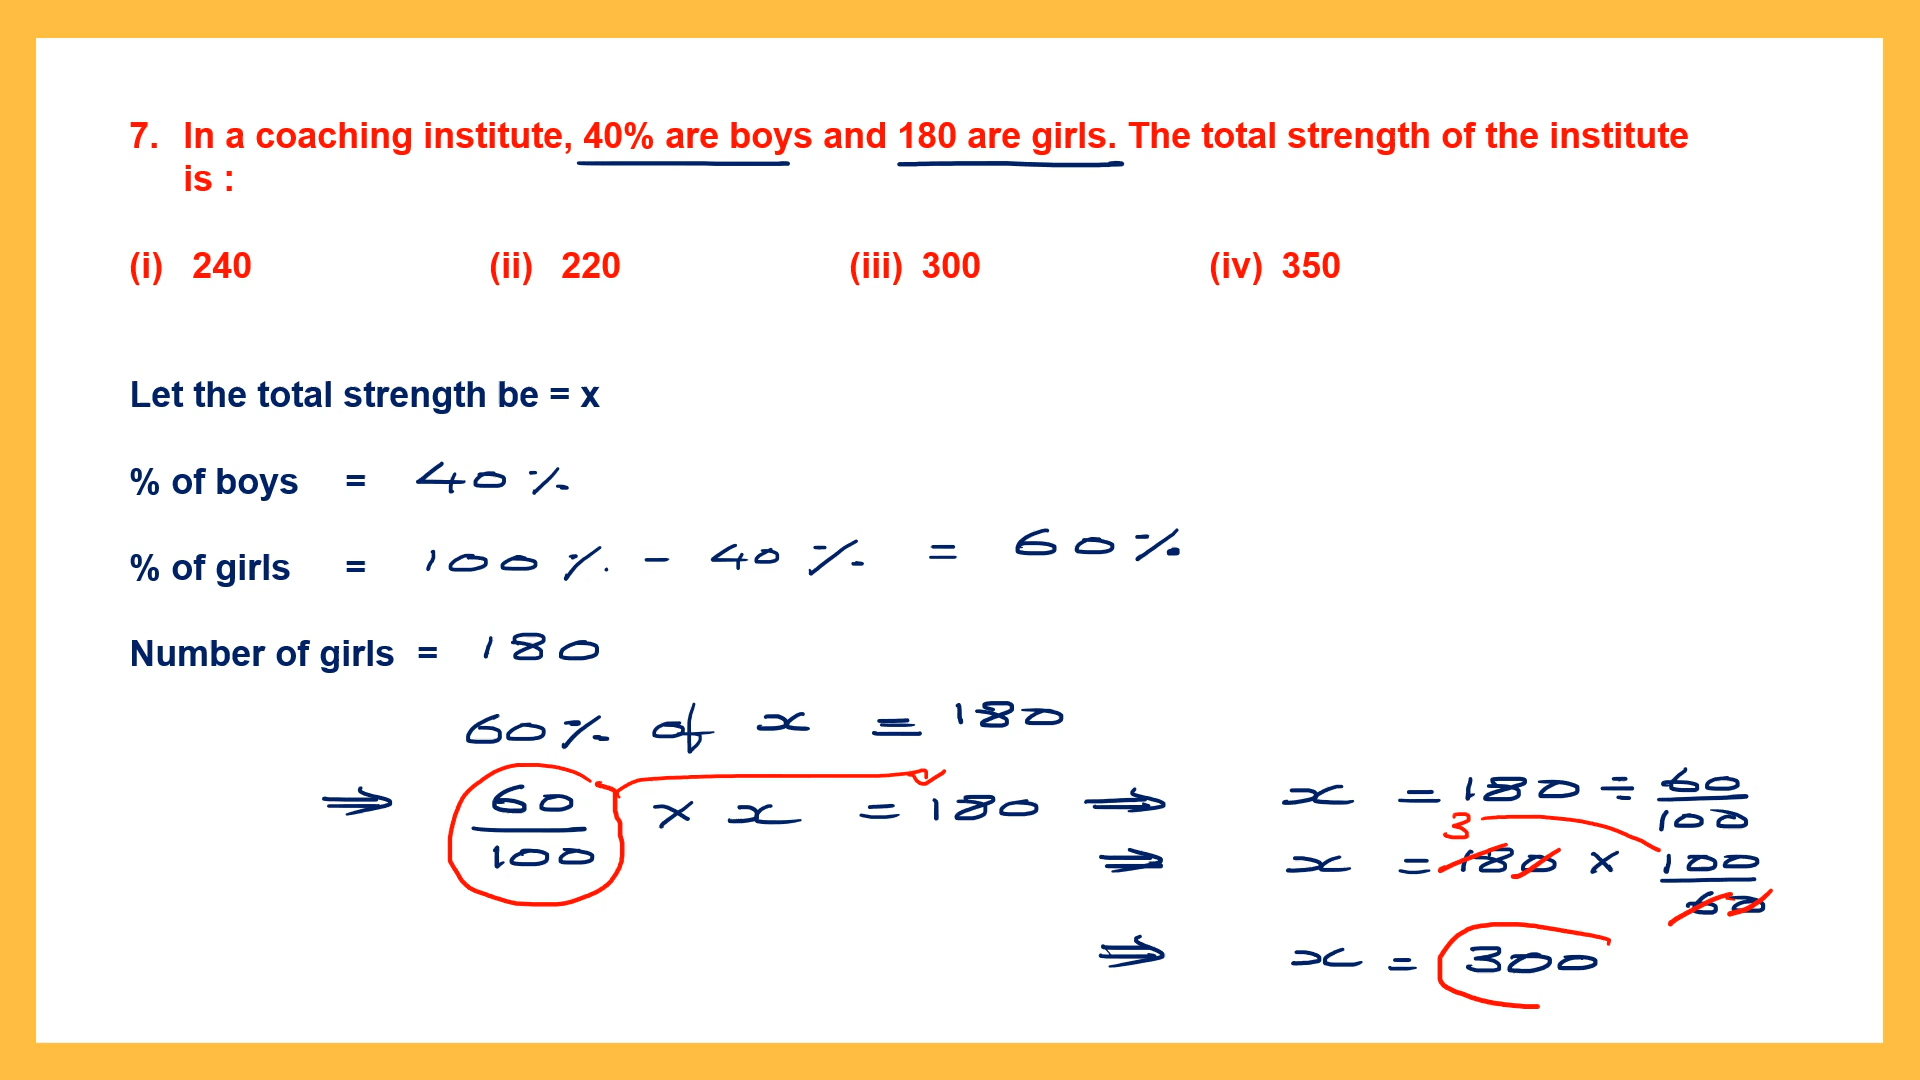 7. In a coaching institute, 40% are boys and 180 are girls. The total strength of the institute
is :
(i) 240 (ii) 220 (iii) 300 (iv) 350
Let the total strength be = x
% of boys = 40 %
% of girls = 100 % - 40 % = 60 %
Number of girls = 180
60% of x = 180
⇒ 60/100 × x = 180 ⇒ x = 180 ÷ 60/100
3
⇒ x = 180 × 100/60
⇒ x = 300